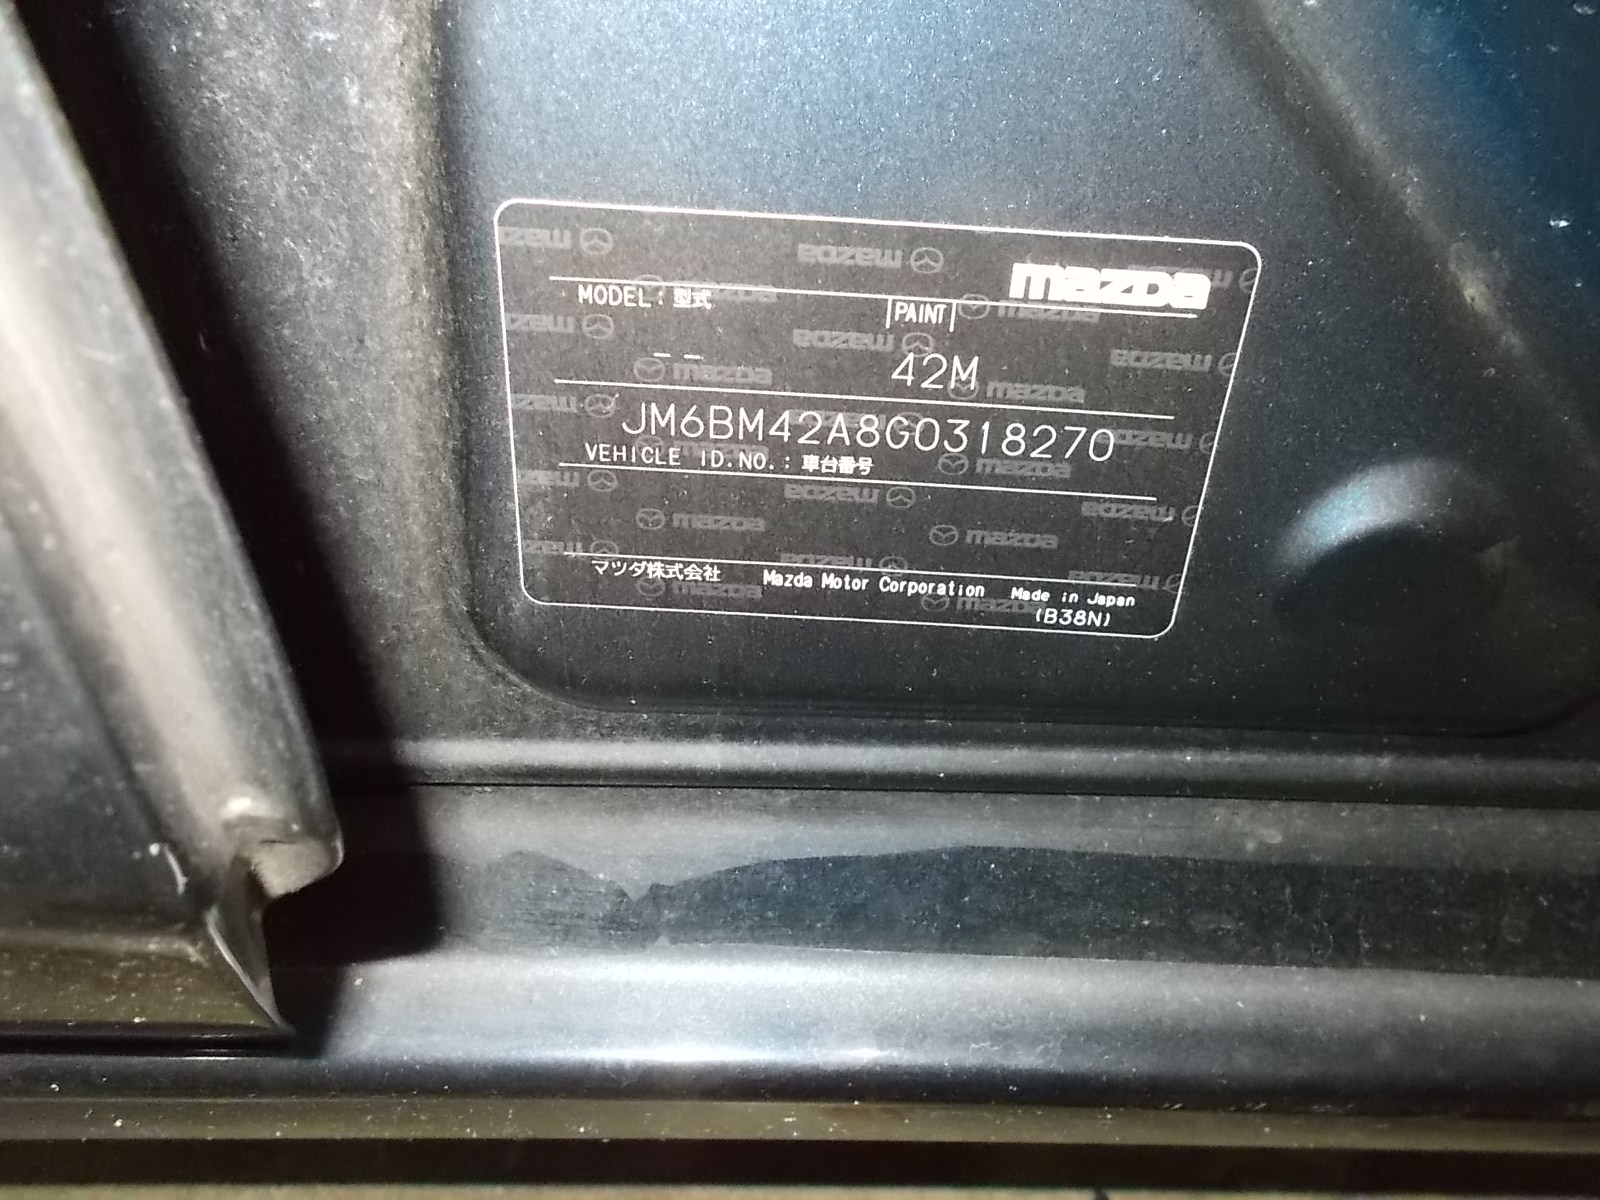 mazda
MODEL:型式
PAINT
-- 42M
JM6BM42A8G0318270
VEHICLE ID.NO.:車台番号
マツダ株式会社 Mazda Motor Corporation Made in Japan
(B38N)